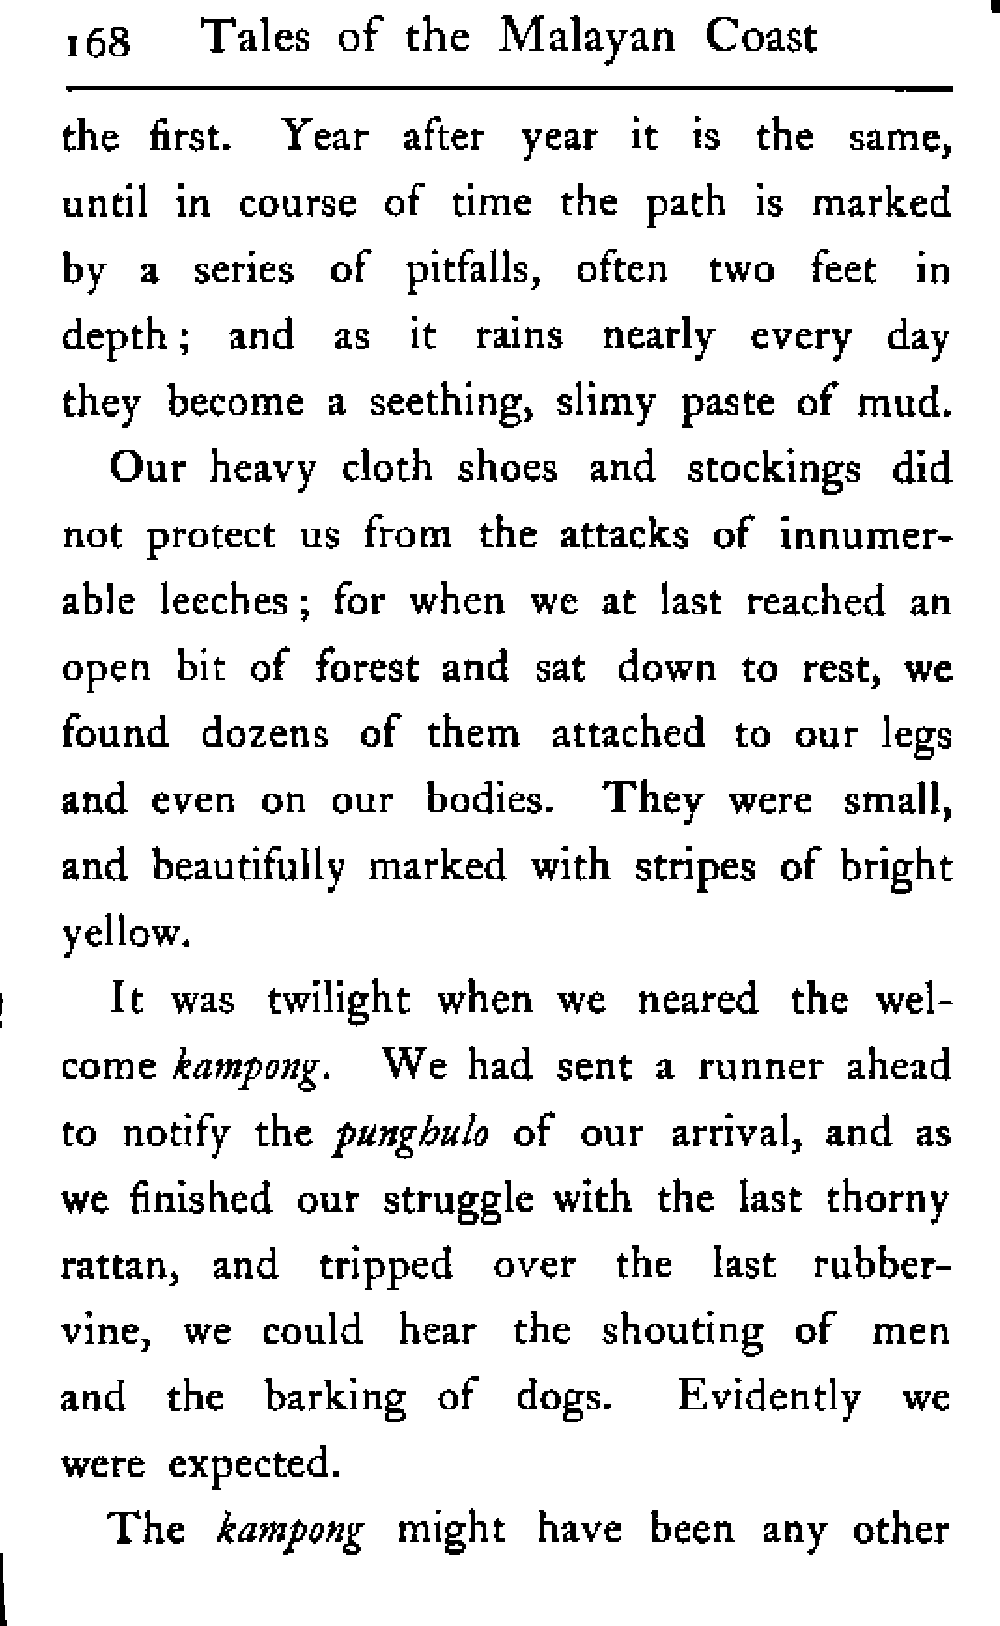 168 Tales of the Malayan Coast
the first. Year after year it is the same,
until in course of time the path is marked
by a series of pitfalls, often two feet in
depth ; and as it rains nearly every day
they become a seething, slimy paste of mud.
Our heavy cloth shoes and stockings did
not protect us from the attacks of innumer-
able leeches ; for when we at last reached an
open bit of forest and sat down to rest, we
found dozens of them attached to our legs
and even on our bodies. They were small,
and beautifully marked with stripes of bright
yellow.
It was twilight when we neared the wel-
come kampong. We had sent a runner ahead
to notify the punghulo of our arrival, and as
we finished our struggle with the last thorny
rattan, and tripped over the last rubber-
vine, we could hear the shouting of men
and the barking of dogs. Evidently we
were expected.
The kampong might have been any other